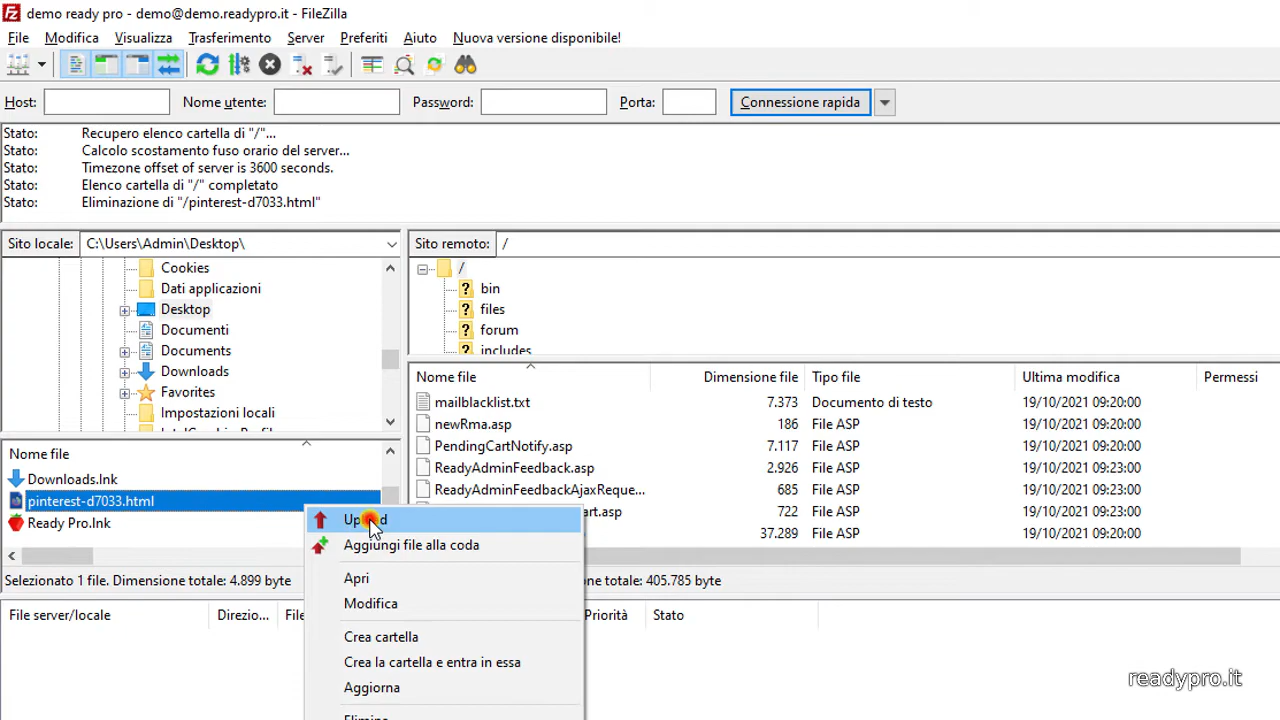 demo ready pro - demo@demo.readypro.it - FileZilla
File Modifica Visualizza Trasferimento Server Preferiti Aiuto Nuova versione disponibile!
Host: Nome utente: Password: Porta: Connessione rapida
Stato: Recupero elenco cartella di "/"...
Stato: Calcolo scostamento fuso orario del server...
Stato: Timezone offset of server is 3600 seconds.
Stato: Elenco cartella di "/" completato
Stato: Eliminazione di "/pinterest-d7033.html"
Sito locale: C:\Users\Admin\Desktop\
Cookies
Dati applicazioni
Desktop
Documenti
Documents
Downloads
Favorites
Impostazioni locali
Sito remoto: /
/
bin
files
forum
includes
Nome file
Downloads.lnk
pinterest-d7033.html
Ready Pro.lnk
Selezionato 1 file. Dimensione totale: 4.899 byte
Nome file Dimensione file Tipo file Ultima modifica Permessi
mailblacklist.txt 7.373 Documento di testo 19/10/2021 09:20:00
newRma.asp 186 File ASP 19/10/2021 09:20:00
PendingCartNotify.asp 7.117 File ASP 19/10/2021 09:20:00
ReadyAdminFeedback.asp 2.926 File ASP 19/10/2021 09:23:00
ReadyAdminFeedbackAjaxReque... 685 File ASP 19/10/2021 09:23:00
art.asp 722 File ASP 19/10/2021 09:23:00
37.289 File ASP 19/10/2021 09:20:00
one totale: 405.785 byte
Upload
Aggiungi file alla coda
Apri
Modifica
Crea cartella
Crea la cartella e entra in essa
Aggiorna
Elimina
File server/locale Direzio... File Priorità Stato
readypro.it